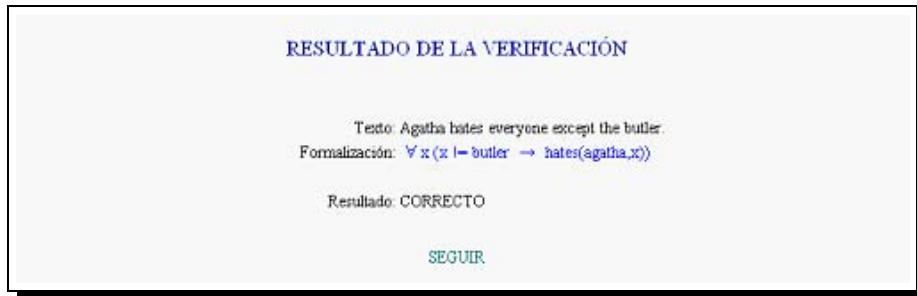 RESULTADO DE LA VERIFICACIÓN
Texto: Agatha hates everyone except the butler.
Formalización: ∀ x (x != butler → hates(agatha,x))
Resultado: CORRECTO
SEGUIR